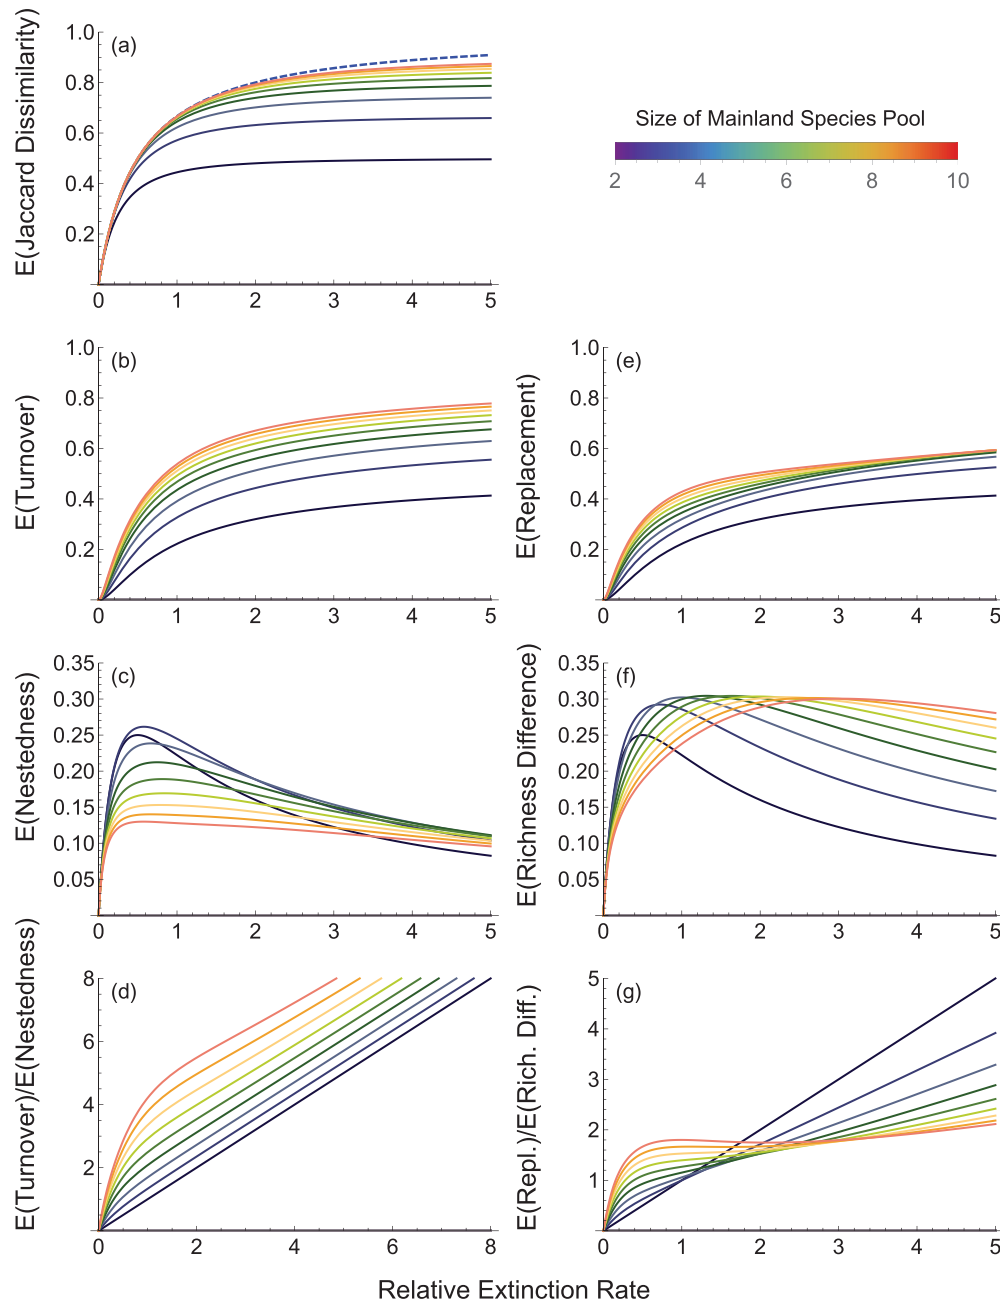 (a)
E(Jaccard Dissimilarity)
1.0
0.8
0.6
0.4
0.2
0 1 2 3 4 5
Size of Mainland Species Pool
2 4 6 8 10
(b)
E(Turnover)
1.0
0.8
0.6
0.4
0.2
0 1 2 3 4 5
(e)
E(Replacement)
1.0
0.8
0.6
0.4
0.2
0 1 2 3 4 5
(c)
E(Nestedness)
0.35
0.30
0.25
0.20
0.15
0.10
0.05
0 1 2 3 4 5
(f)
E(Richness Difference)
0.35
0.30
0.25
0.20
0.15
0.10
0.05
0 1 2 3 4 5
(d)
E(Turnover)/E(Nestedness)
8
6
4
2
0 2 4 6 8
(g)
E(Repl.)/E(Rich. Diff.)
5
4
3
2
1
0 1 2 3 4 5
Relative Extinction Rate